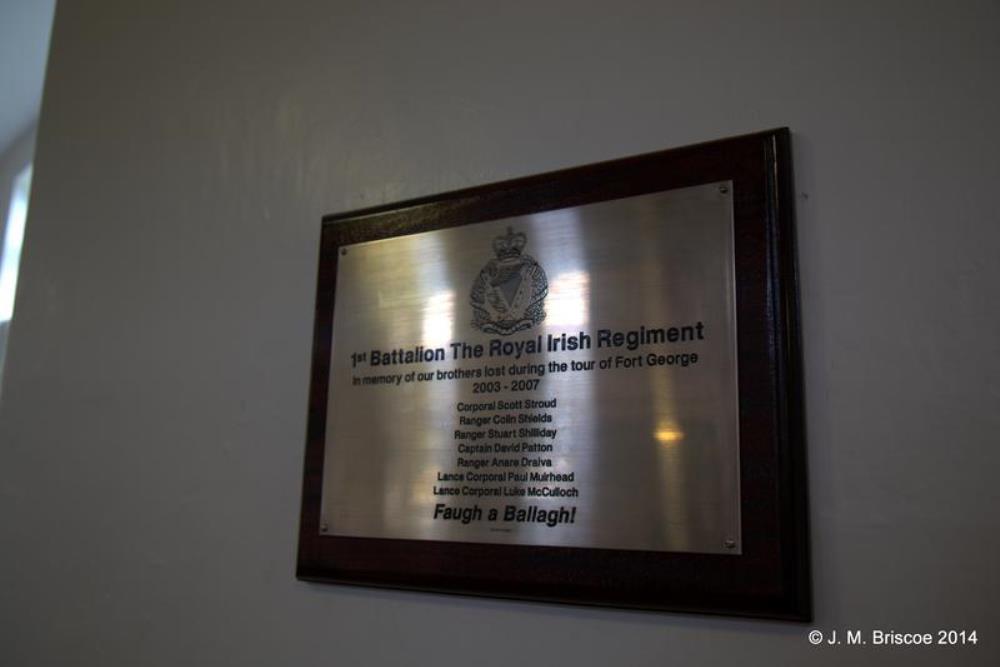 1st Battalion The Royal Irish Regiment
In memory of our brothers lost during the tour of Fort George
2003 - 2007
Corporal Scott Stroud
Ranger Colin Shields
Ranger Stuart Shilliday
Captain David Patton
Ranger Anare Draiva
Lance Corporal Paul Muirhead
Lance Corporal Luke McCulloch
Faugh a Ballagh!
© J. M. Briscoe 2014